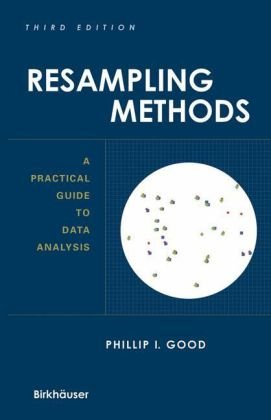 THIRD EDITION
RESAMPLING
METHODS
A
PRACTICAL
GUIDE
TO
DATA
ANALYSIS
PHILLIP I. GOOD
Birkhäuser